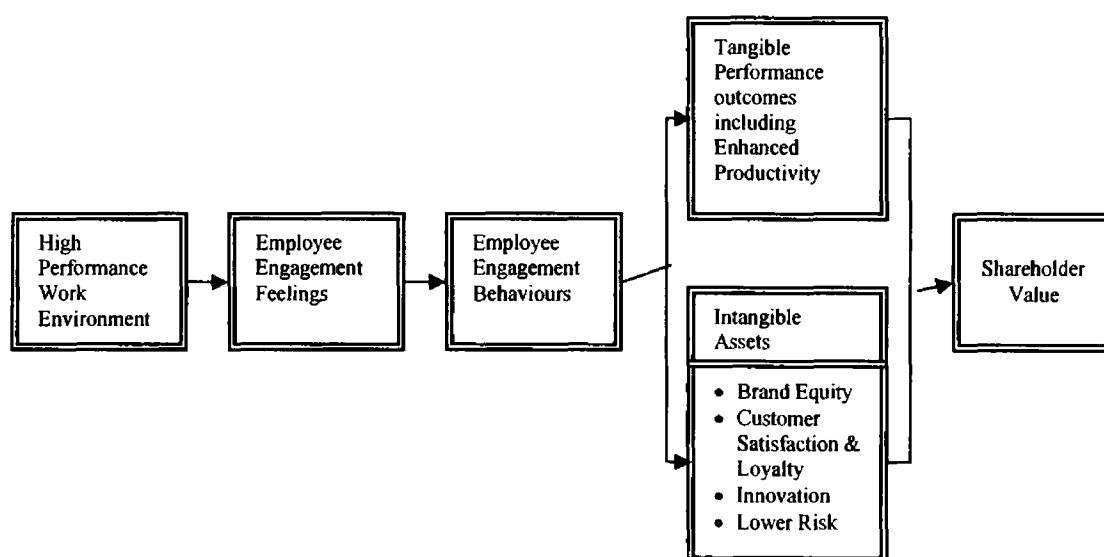 High
Performance
Work
Environment
Employee
Engagement
Feelings
Employee
Engagement
Behaviours
Tangible
Performance
outcomes
including
Enhanced
Productivity
Intangible
Assets
• Brand Equity
• Customer
Satisfaction &
Loyalty
• Innovation
• Lower Risk
Shareholder
Value